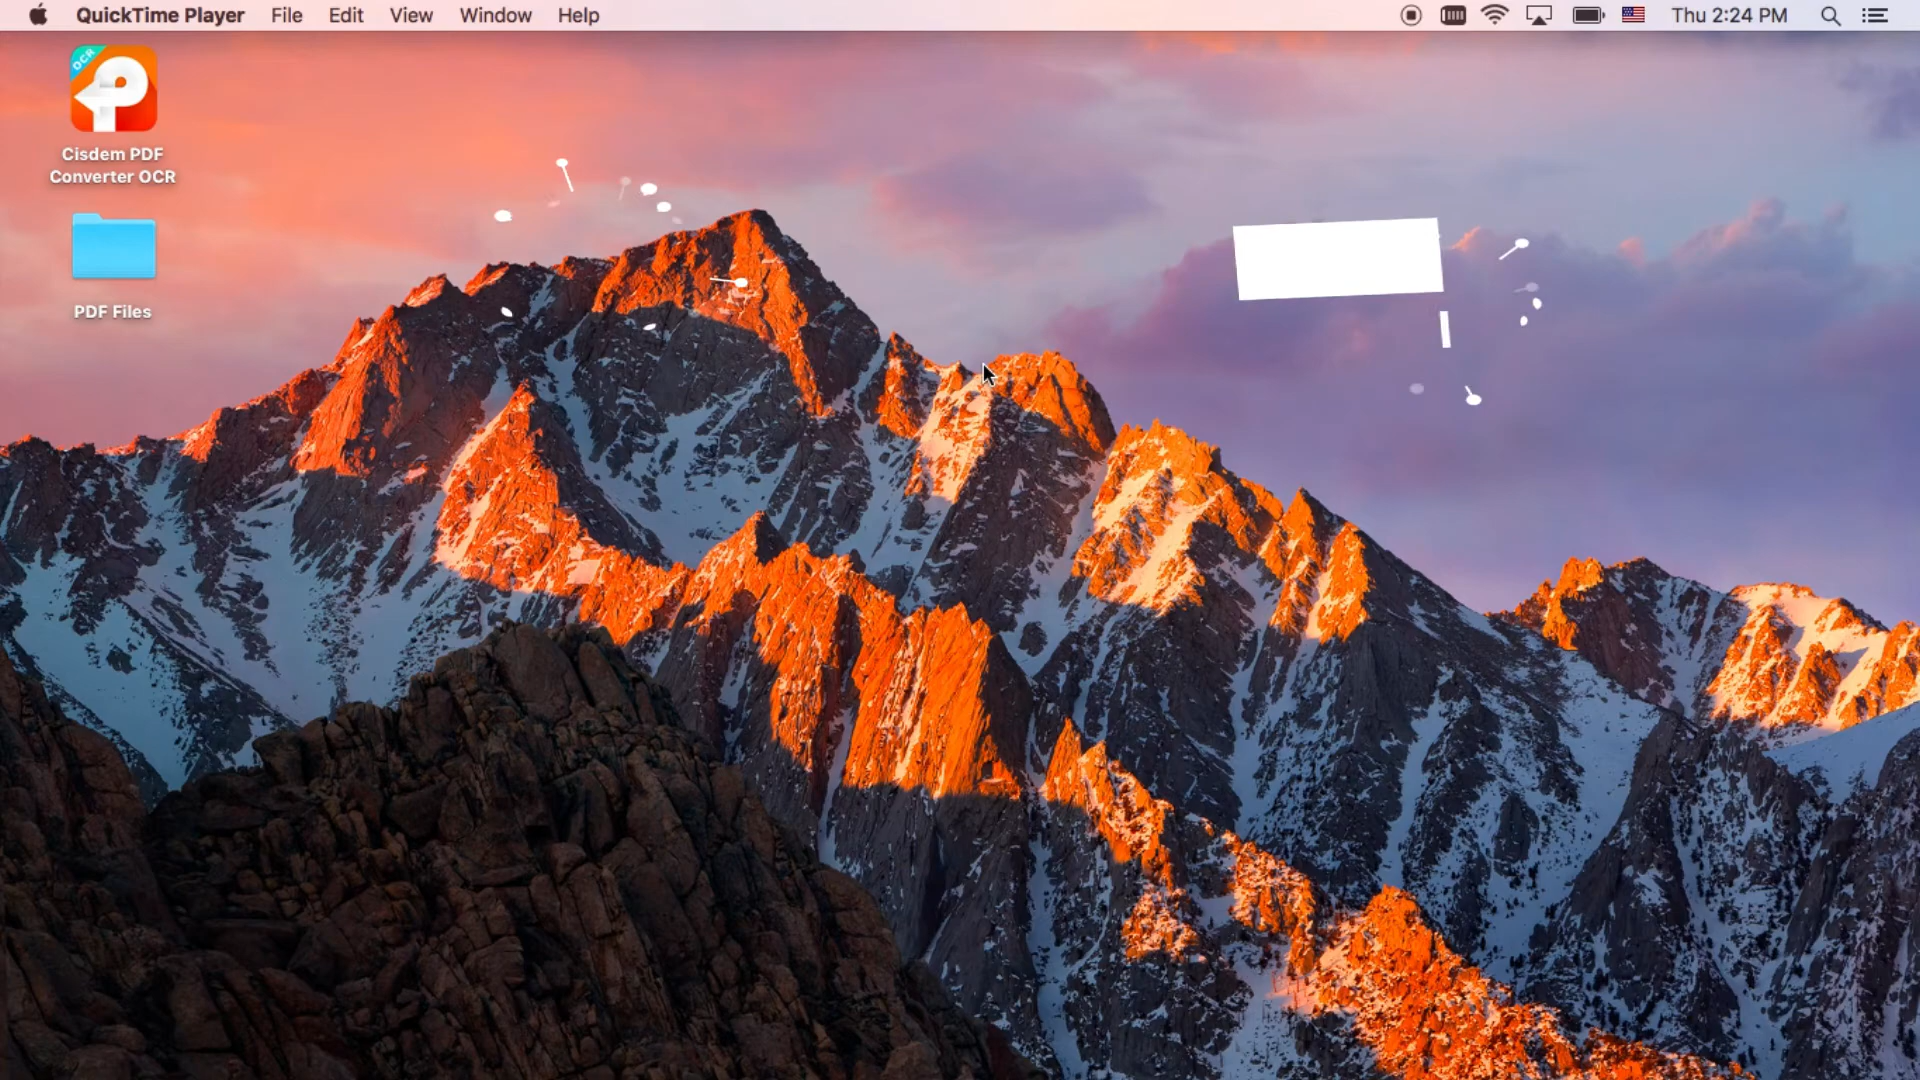 QuickTime Player File Edit View Window Help Thu 2:24 PM
OCR
Cisdem PDF
Converter OCR
PDF Files